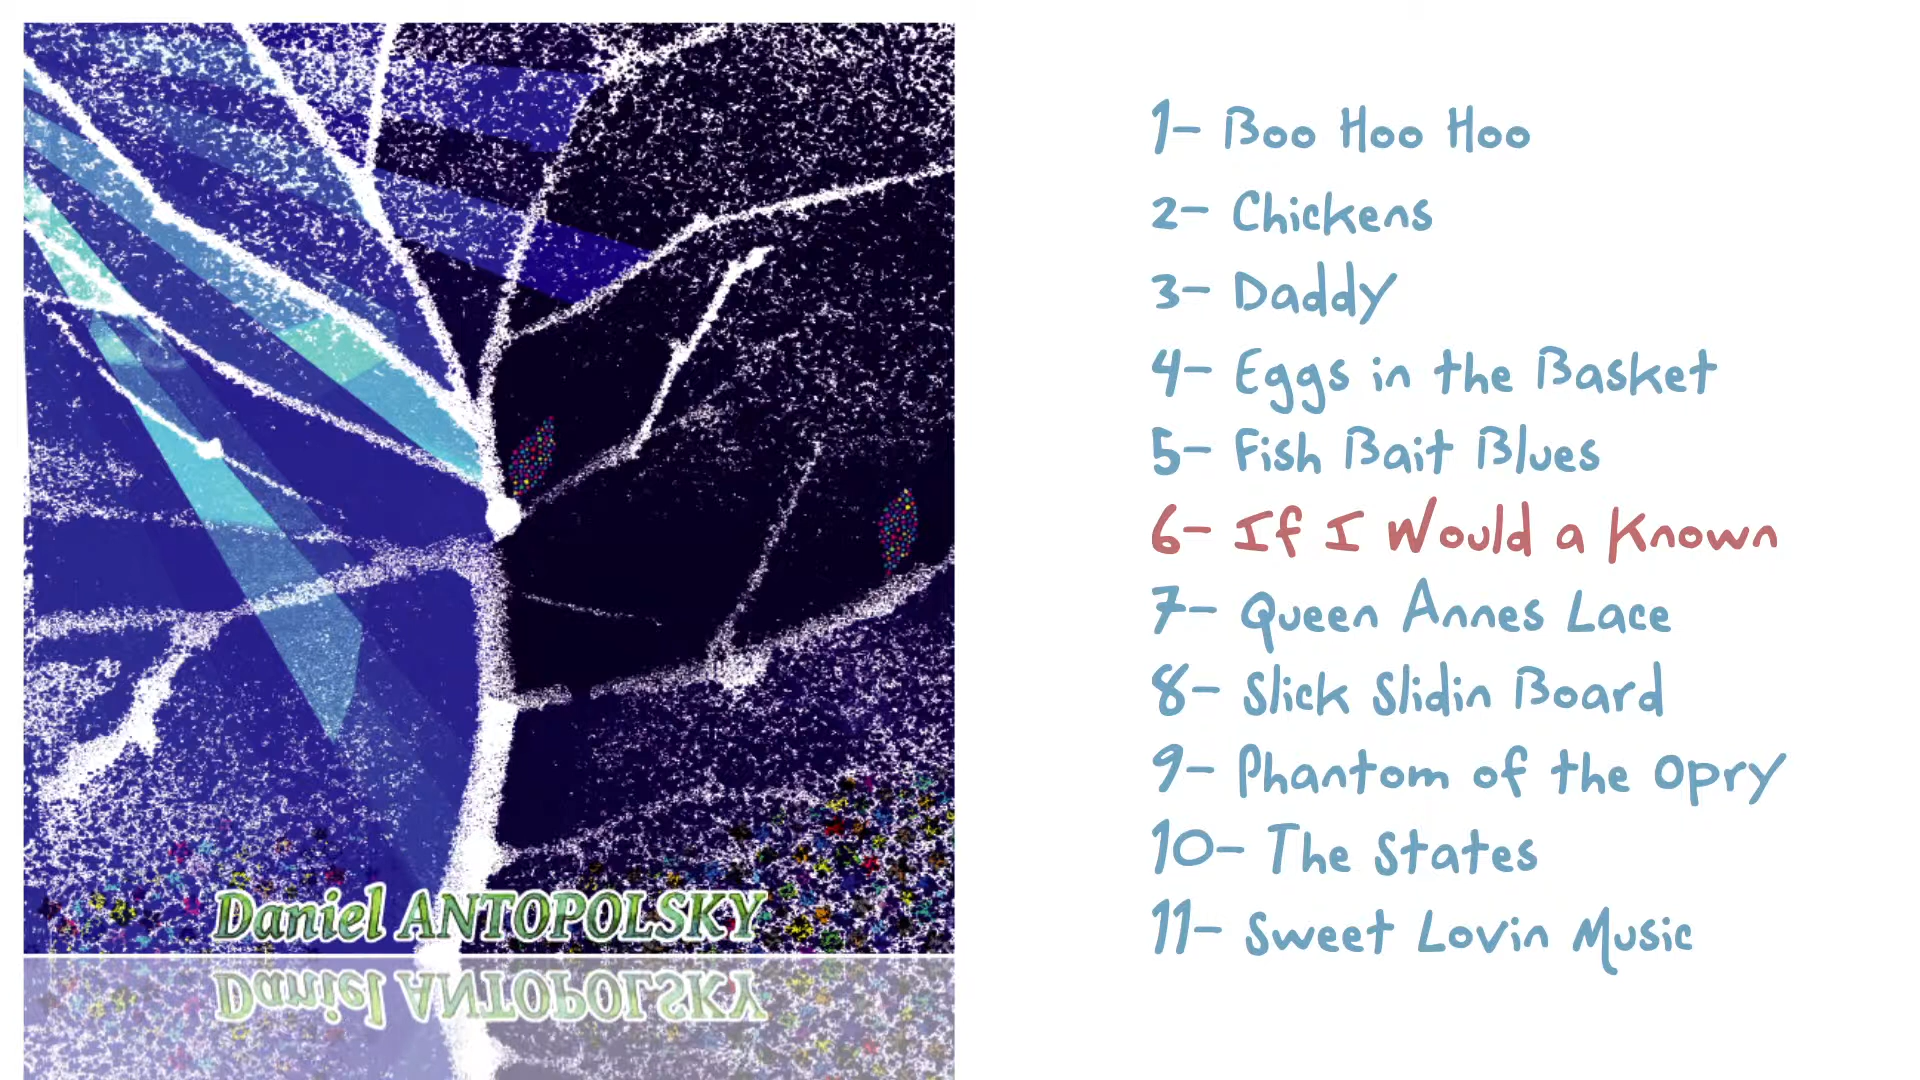 Daniel ANTOPOLSKY
1- Boo Hoo Hoo
2- Chickens
3- Daddy
4- Eggs in the Basket
5- Fish Bait Blues
6- If I Would a Known
7- Queen Annes Lace
8- Slick Slidin Board
9- Phantom of the Opry
10- The States
11- Sweet Lovin Music